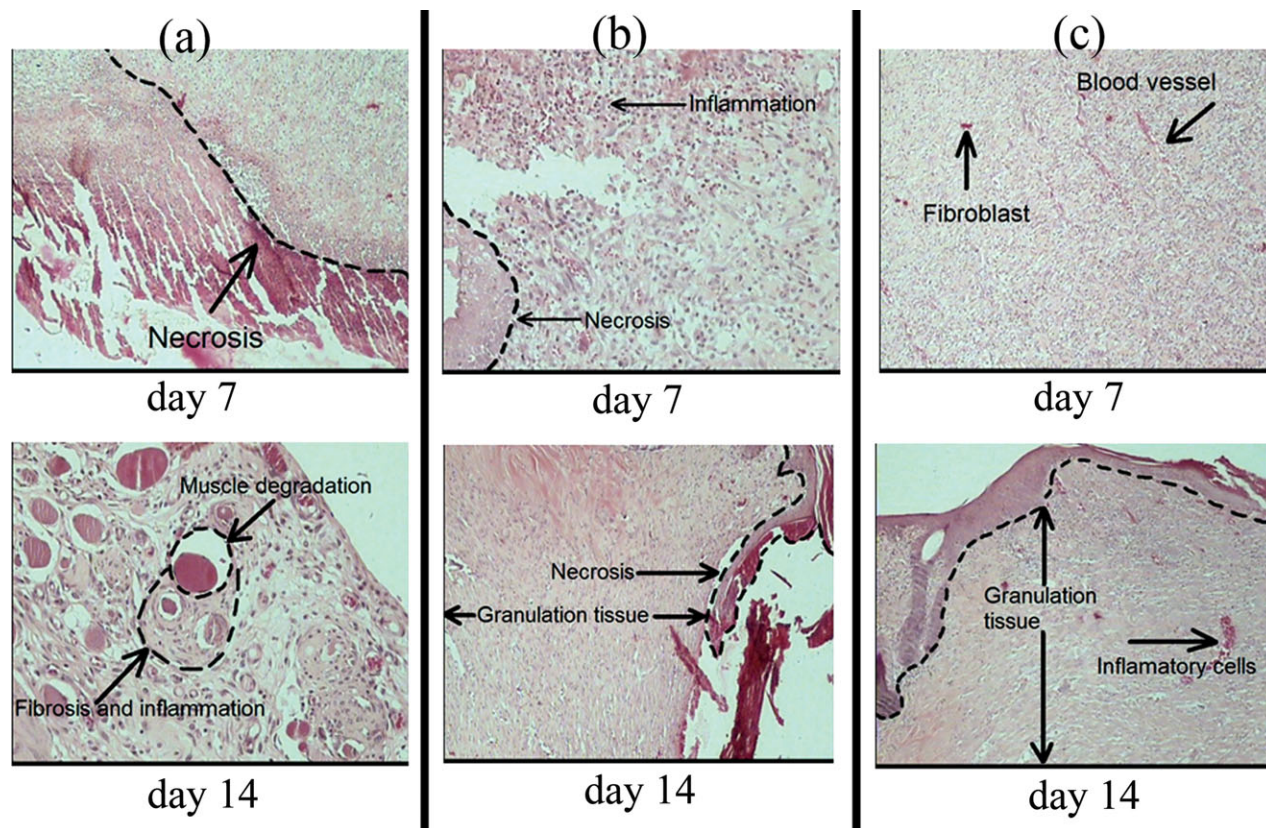 (a)
(b)
(c)
Necrosis
day 7
Inflammation
Necrosis
day 7
Blood vessel
Fibroblast
day 7
Muscle degradation
Fibrosis and inflammation
day 14
Necrosis
Granulation tissue
day 14
Granulation
tissue
Inflamatory cells
day 14